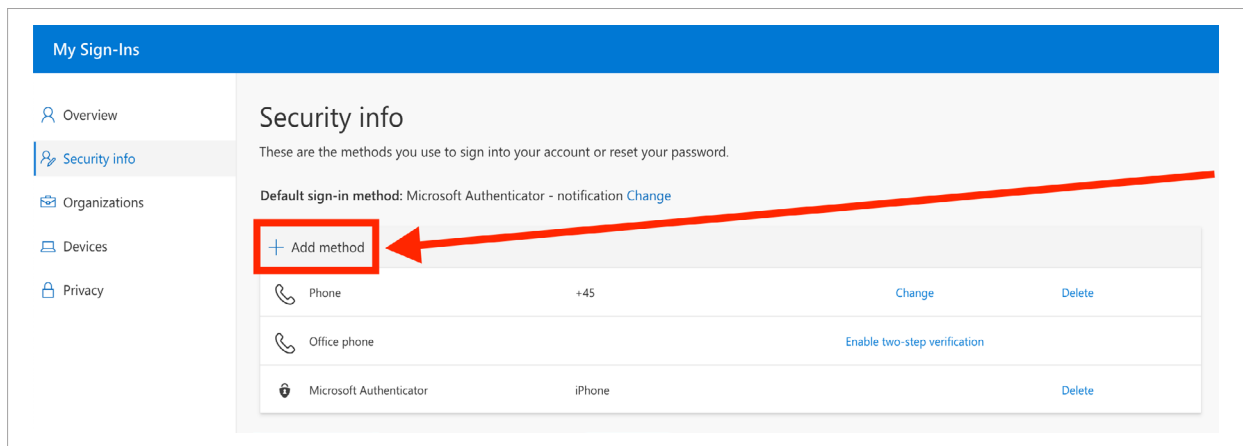 My Sign-Ins
Overview
Security info
Organizations
Devices
Privacy
Security info
These are the methods you use to sign into your account or reset your password.
Default sign-in method: Microsoft Authenticator - notification Change
+ Add method
Phone +45 Change Delete
Office phone Enable two-step verification
Microsoft Authenticator iPhone Delete